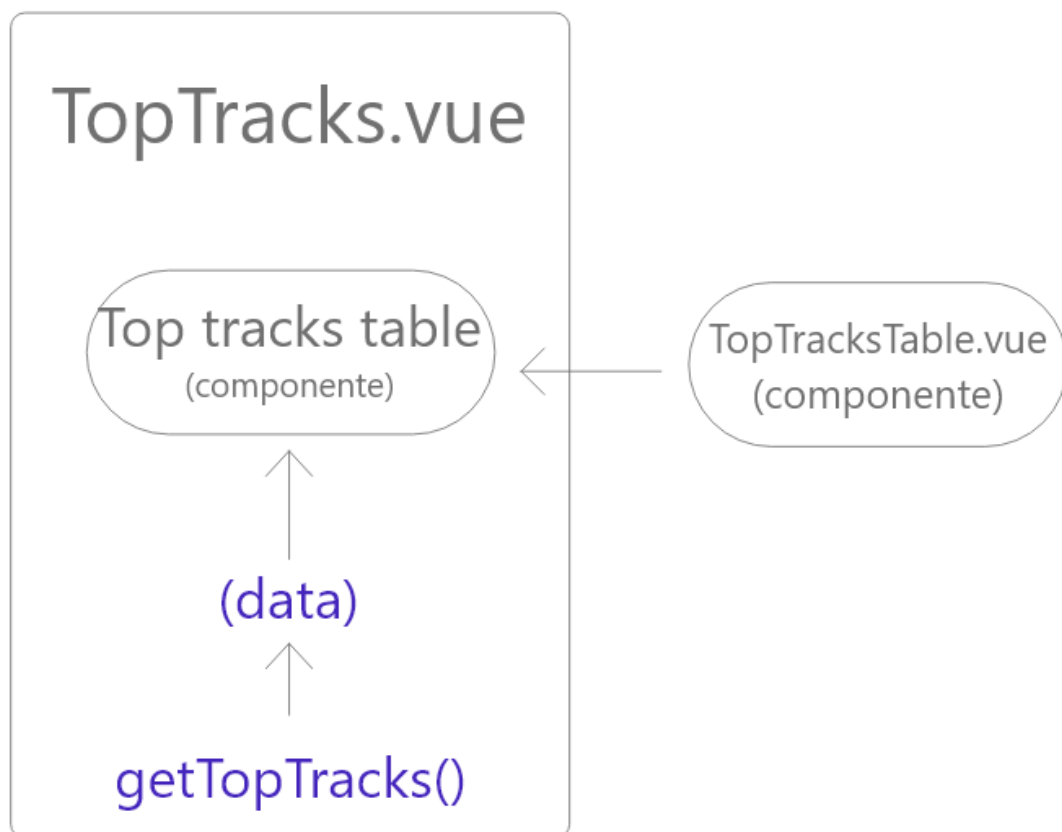 TopTracks.vue
Top tracks table
(componente)
TopTracksTable.vue
(componente)
(data)
getTopTracks()